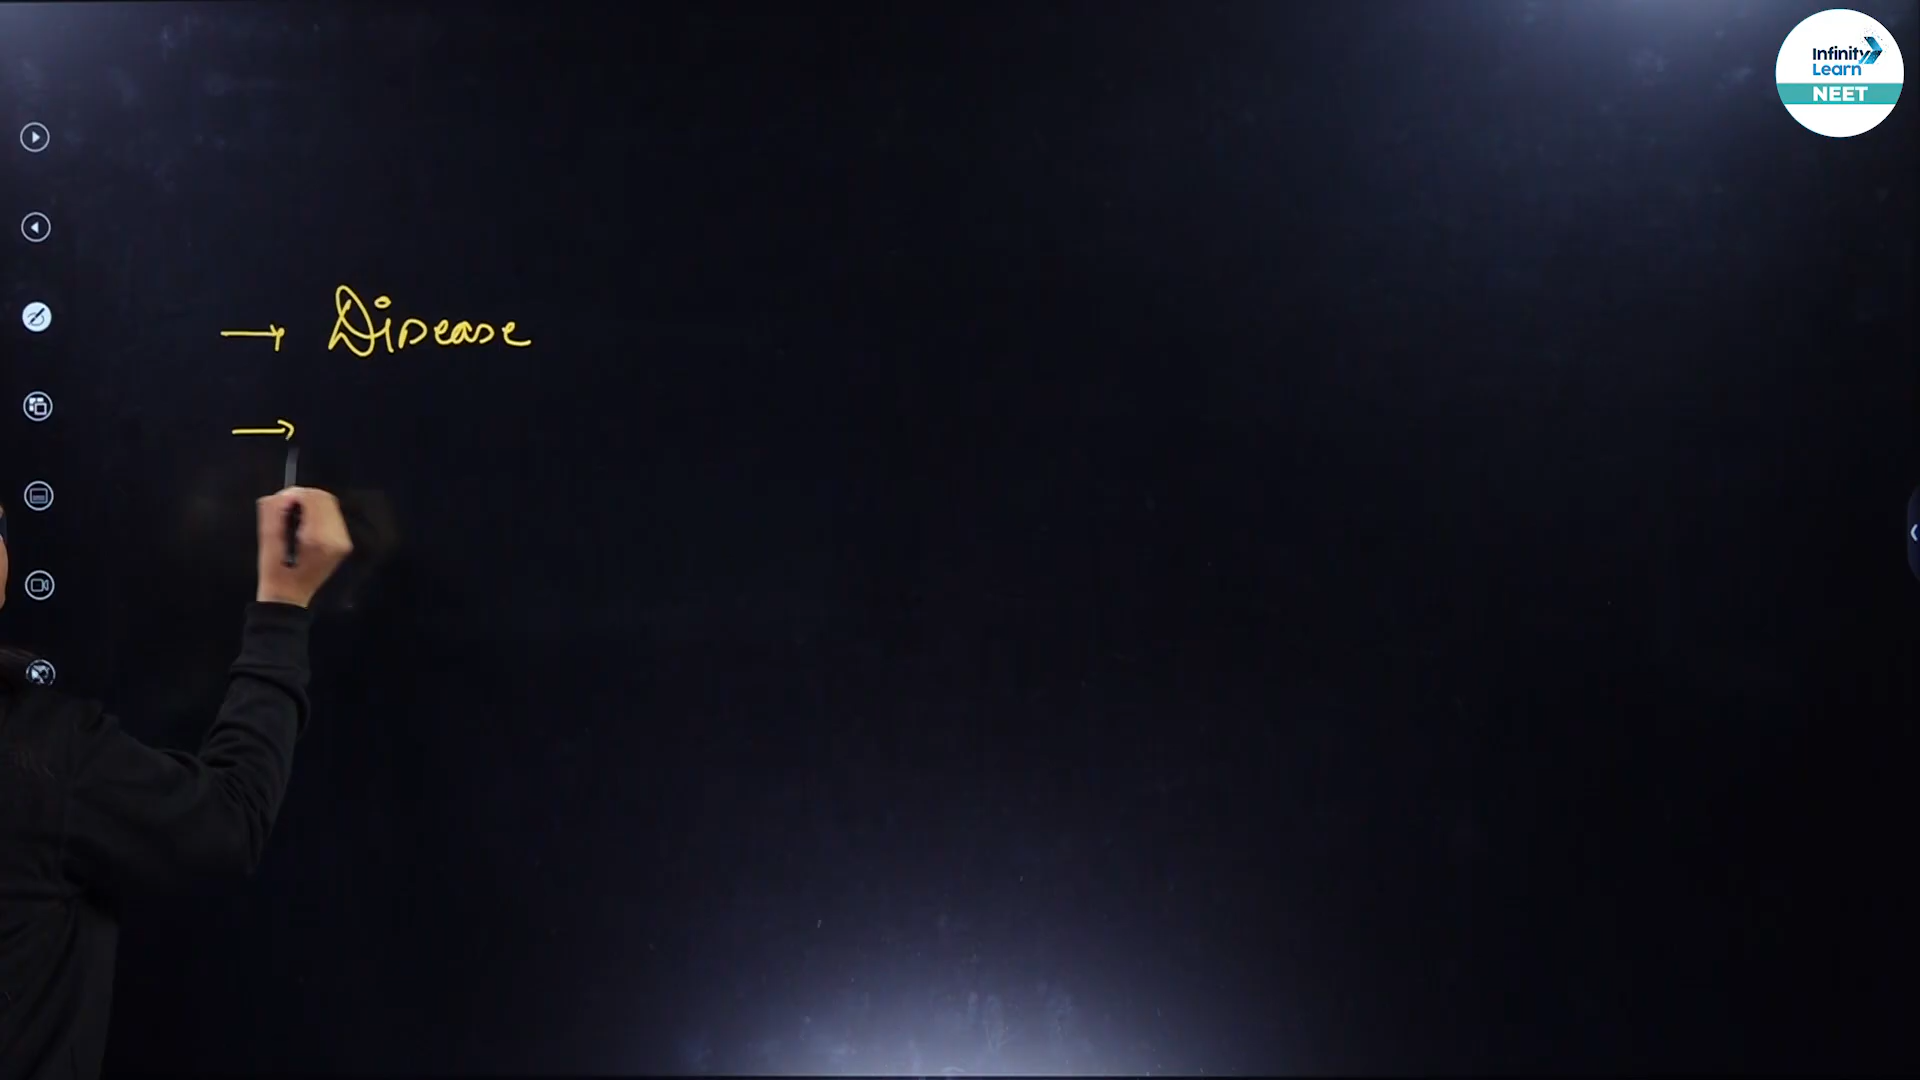 Infinity
Learn
NEET
→ Disease
→